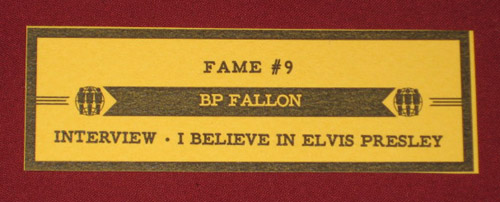 FAME #9
BP FALLON
INTERVIEW · I BELIEVE IN ELVIS PRESLEY